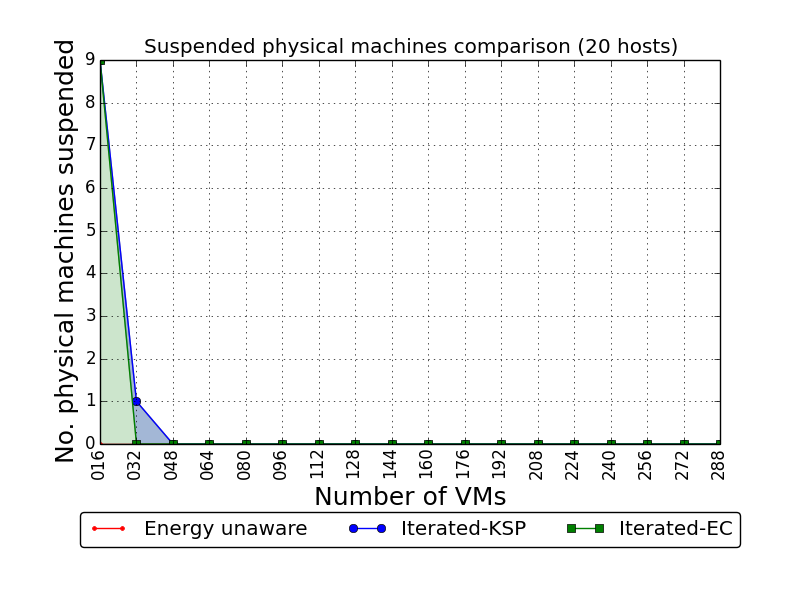 Suspended physical machines comparison (20 hosts)
No. physical machines suspended
9
8
7
6
5
4
3
2
1
0
016 032 048 064 080 096 112 128 144 160 176 192 208 224 240 256 272 288
Number of VMs
Energy unaware Iterated-KSP Iterated-EC